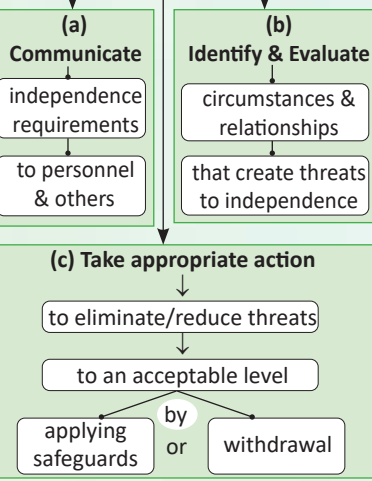 (a)
Communicate
independence
requirements
to personnel
& others
(b)
Identify & Evaluate
circumstances &
relationships
that create threats
to independence
(c) Take appropriate action
to eliminate/reduce threats
to an acceptable level
by
applying
safeguards
or
withdrawal